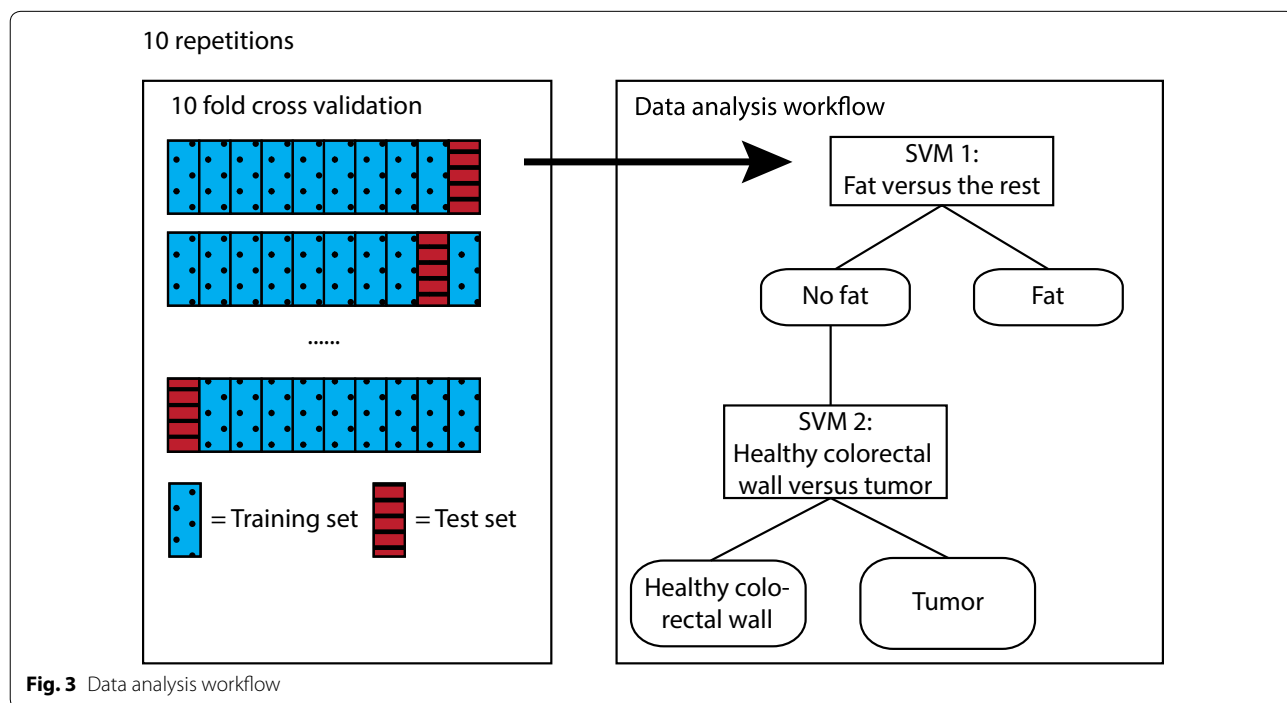 10 repetitions
10 fold cross validation
......
= Training set
= Test set
Data analysis workflow
SVM 1:
Fat versus the rest
No fat
Fat
SVM 2:
Healthy colorectal
wall versus tumor
Healthy colo-
rectal wall
Tumor
Fig. 3 Data analysis workflow